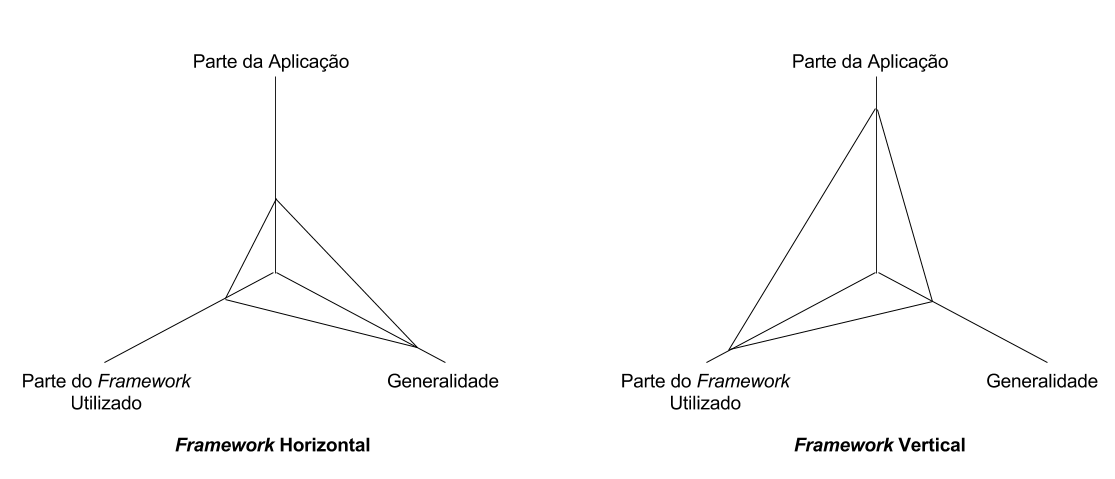 Parte da Aplicação
Parte do Framework
Utilizado
Generalidade
Framework Horizontal
Parte da Aplicação
Parte do Framework
Utilizado
Generalidade
Framework Vertical